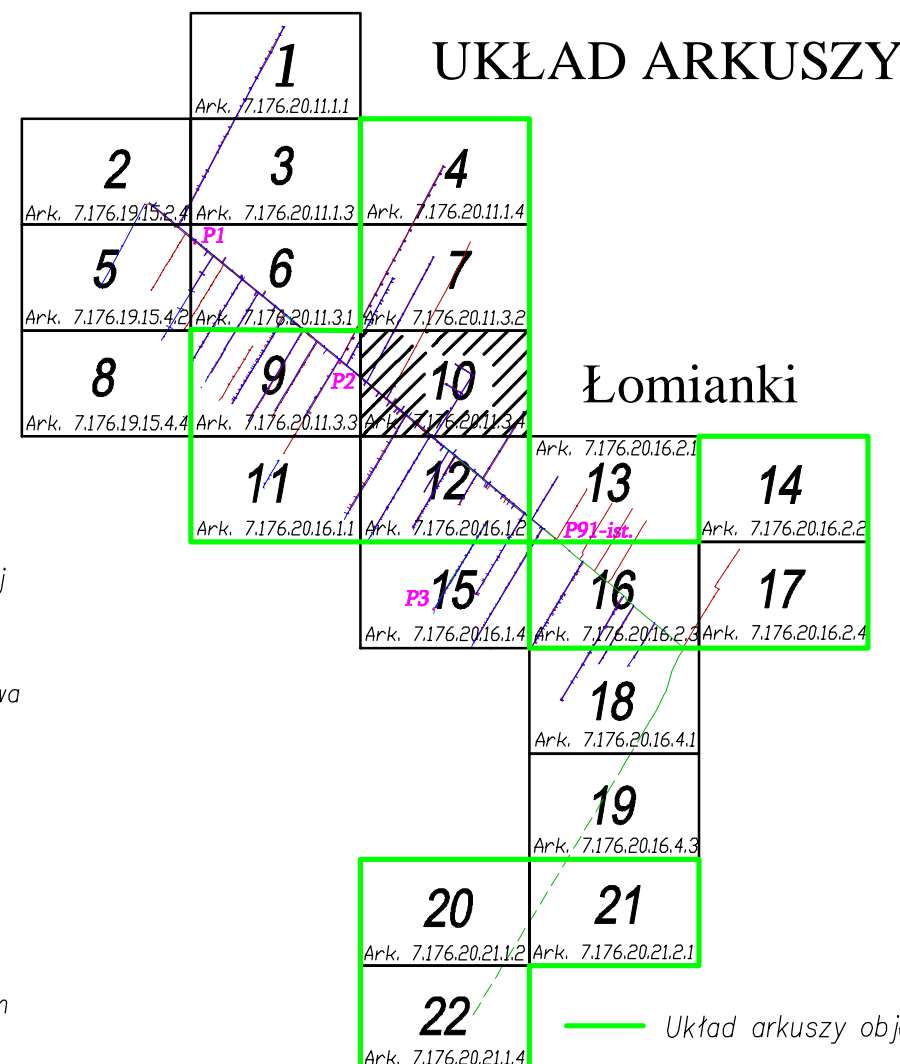 UKŁAD ARKUSZY
1
Ark. 7.176.20.11.1.1
2
Ark. 7.176.19.15.2.4
3
Ark. 7.176.20.11.1.3
4
Ark. 7.176.20.11.1.4
P1
5
Ark. 7.176.19.15.4.2
6
Ark. 7.176.20.11.3.1
7
Ark. 7.176.20.11.3.2
8
Ark. 7.176.19.15.4.4
9
Ark. 7.176.20.11.3.3
P2
10
Ark. 7.176.20.11.3.4
Łomianki
11
Ark. 7.176.20.16.1.1
12
Ark. 7.176.20.16.1.2
Ark. 7.176.20.16.2.1
13
14
Ark. 7.176.20.16.2.2
P91-ist.
P3
15
Ark. 7.176.20.16.1.4
16
Ark. 7.176.20.16.2.3
17
Ark. 7.176.20.16.2.4
18
Ark. 7.176.20.16.4.1
19
Ark. 7.176.20.16.4.3
20
Ark. 7.176.20.21.1.2
21
Ark. 7.176.20.21.2.1
22
Ark. 7.176.20.21.1.4
Układ arkuszy obj